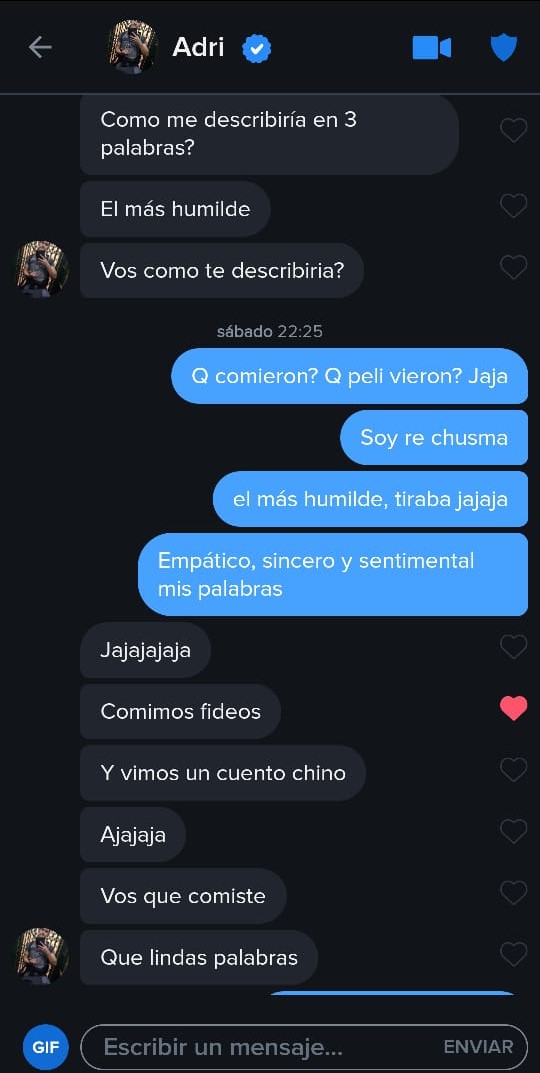 Adri
Como me describiría en 3
palabras?
El más humilde
Vos como te describiria?
sábado 22:25
Q comieron? Q peli vieron? Jaja
Soy re chusma
el más humilde, tiraba jajaja
Empático, sincero y sentimental
mis palabras
Jajajajaja
Comimos fideos
Y vimos un cuento chino
Ajajaja
Vos que comiste
Que lindas palabras
GIF
Escribir un mensaje...
ENVIAR